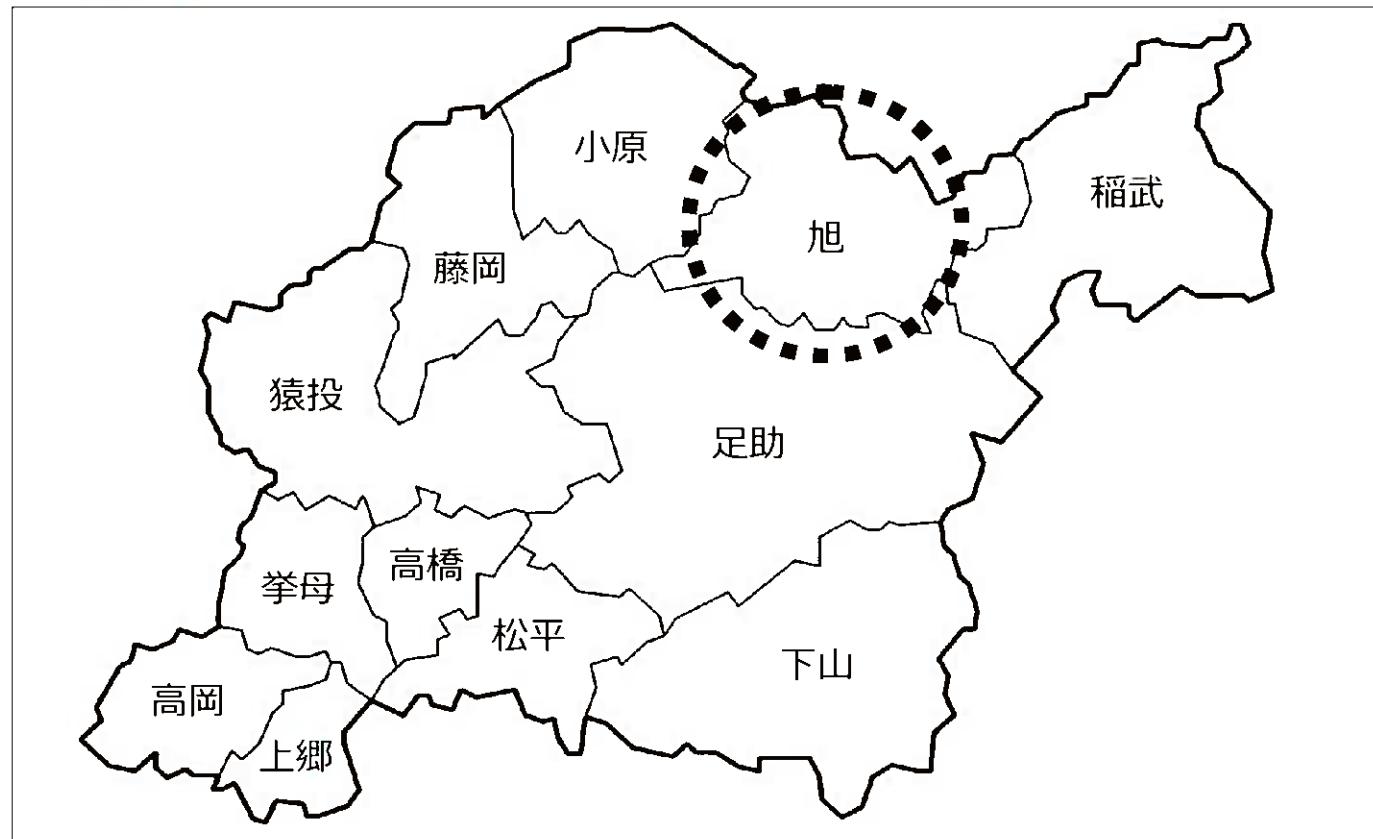 小原
旭
稲武
藤岡
猿投
足助
挙母
高橋
松平
下山
高岡
上郷